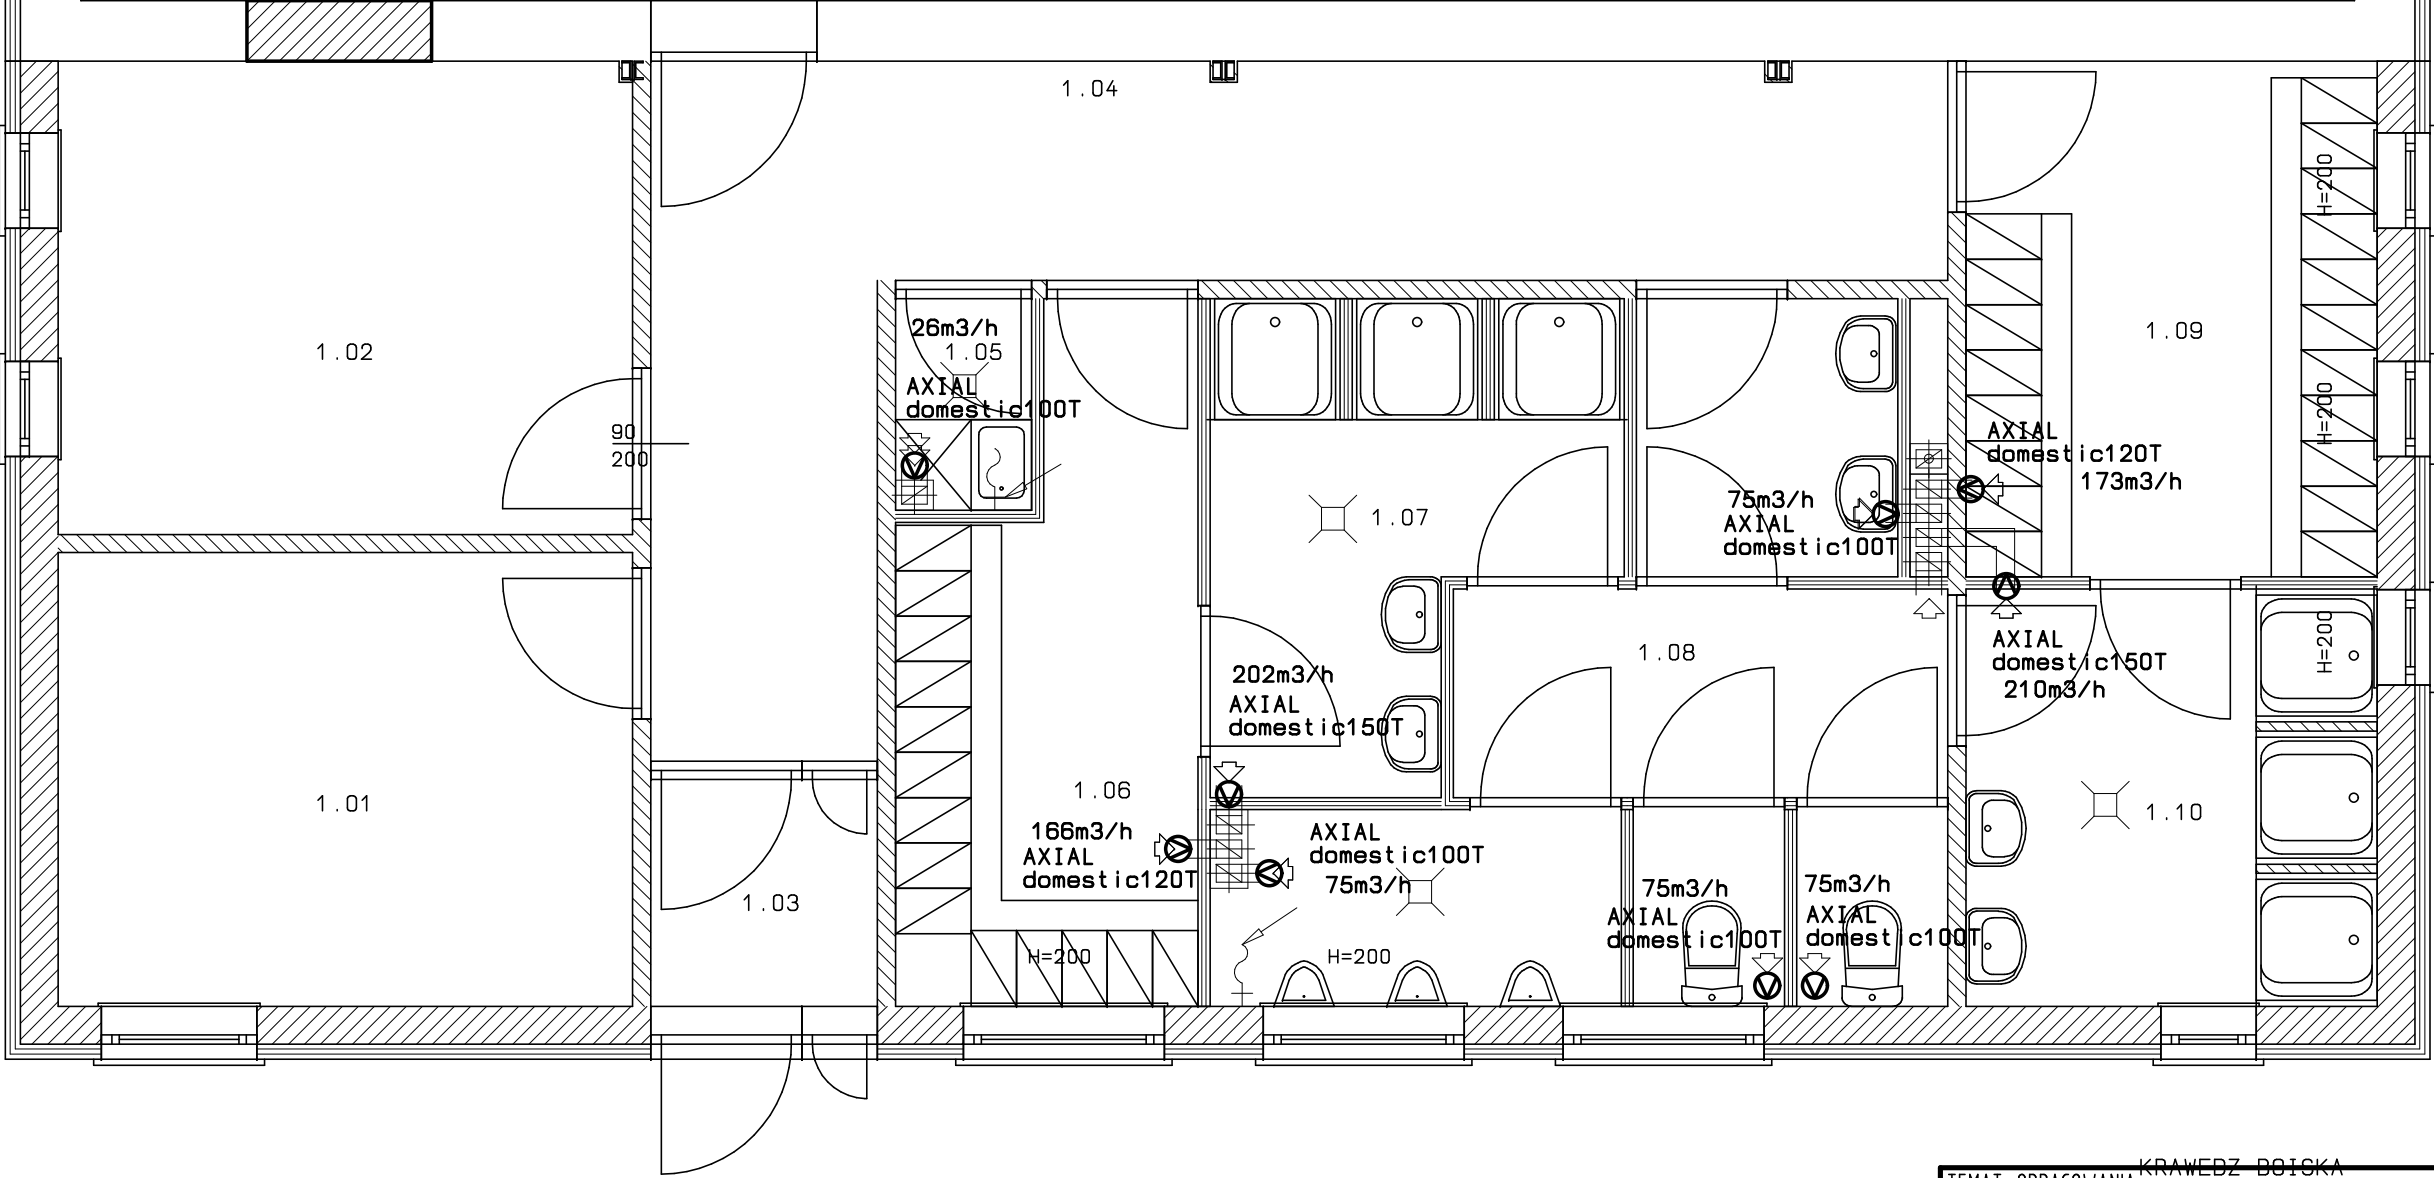 1.04
H=200
26m3/h
1.05
AXIAL
domestic100T
1.02
90
200
1.09
H=200
AXIAL
domestic120T
173m3/h
75m3/h
AXIAL
domestic100T
1.07
1.08
202m3/h
AXIAL
domestic150T
AXIAL
domestic150T
210m3/h
H=200
1.01
1.06
166m3/h
AXIAL
domestic120T
AXIAL
domestic100T
75m3/h
1.10
1.03
75m3/h
AXIAL
domestic100T
75m3/h
AXIAL
domestic100T
H=200
H=200
KRAWEDZ BOISKA
TEMAT OPRACOWANIA